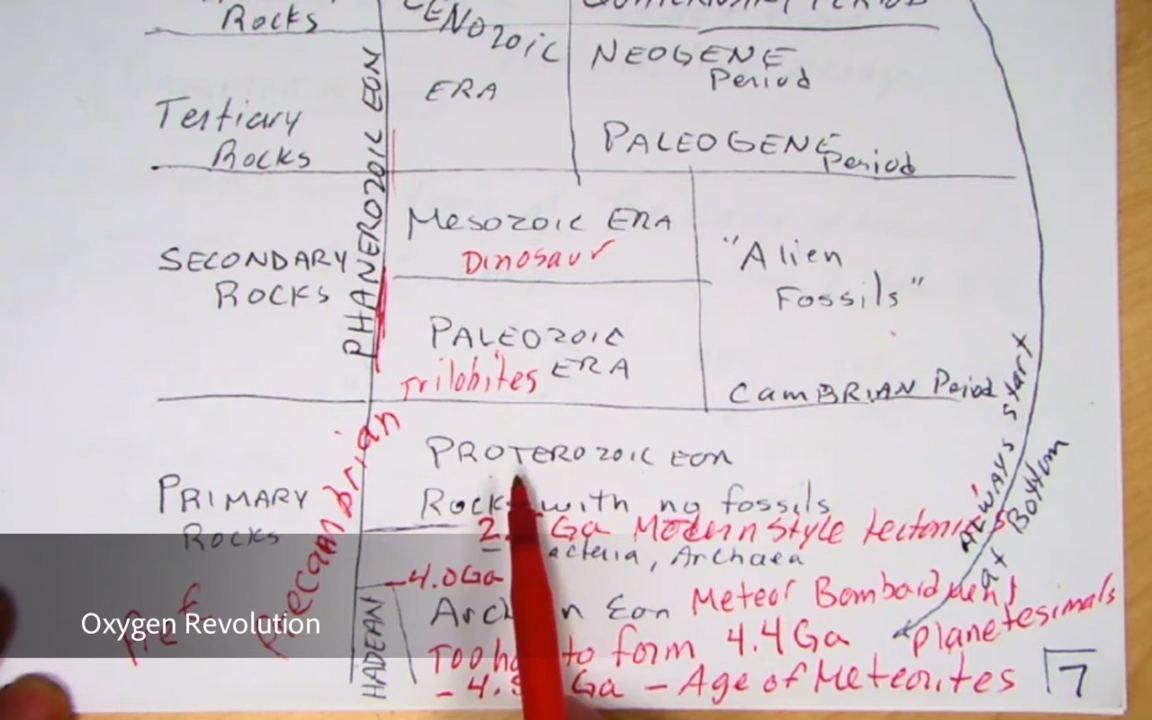 Rocks
CENOZOIC
ERA
NEOGENE
Period
PHANEROZOIC EON
Tertiary
Rocks
PALEOGENE Period
SECONDARY
ROCKS
Mesozoic ERA
Dinosaur
"Alien
Fossils"
PALEOZOIC
ERA
Trilobites
CamBRIAN Period
Always start
at Bottom
Precambrian
PRIMARY
Rocks
PROTEROZOIC EON
Rocks with no fossils
Ga Modern Style tectonics
Archaea
4.0Ga
Eon Meteor
planetesimals
HADEAN
to form 4.4Ga
Ga - Age of Meteorites
7
Oxygen Revolution